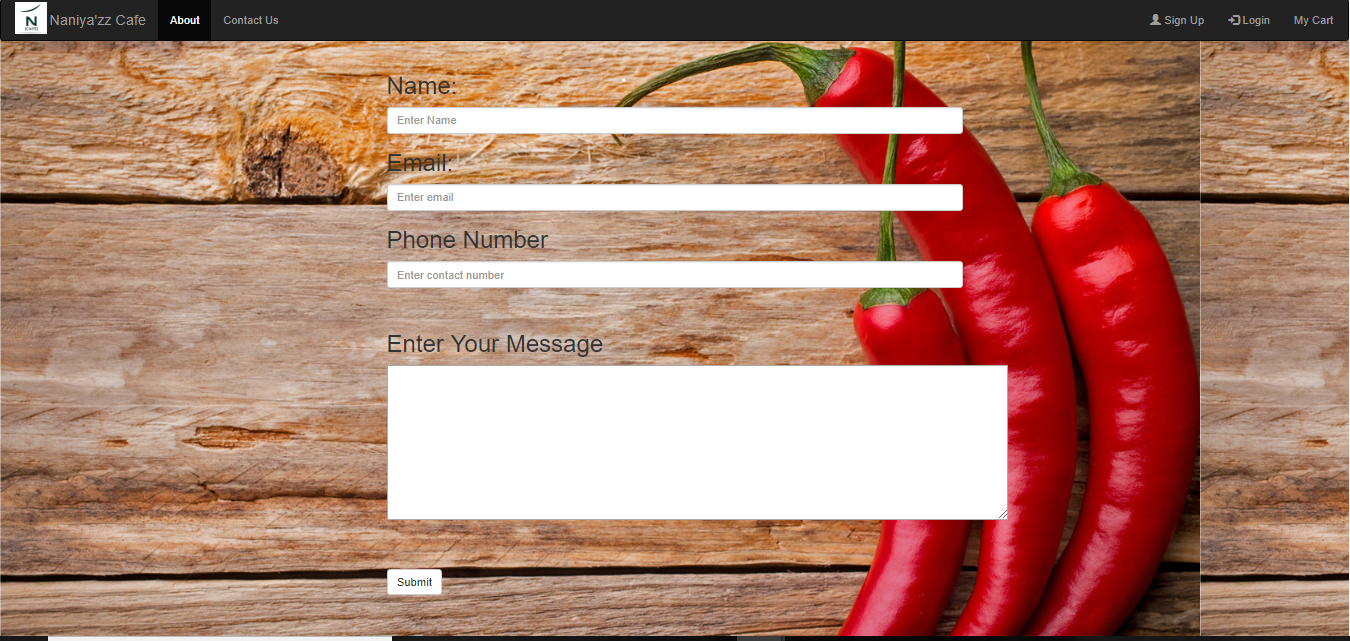 Naniya'zz Cafe About Contact Us Sign Up Login My Cart
Name:
Enter Name
Email:
Enter email
Phone Number
Enter contact number
Enter Your Message
Submit